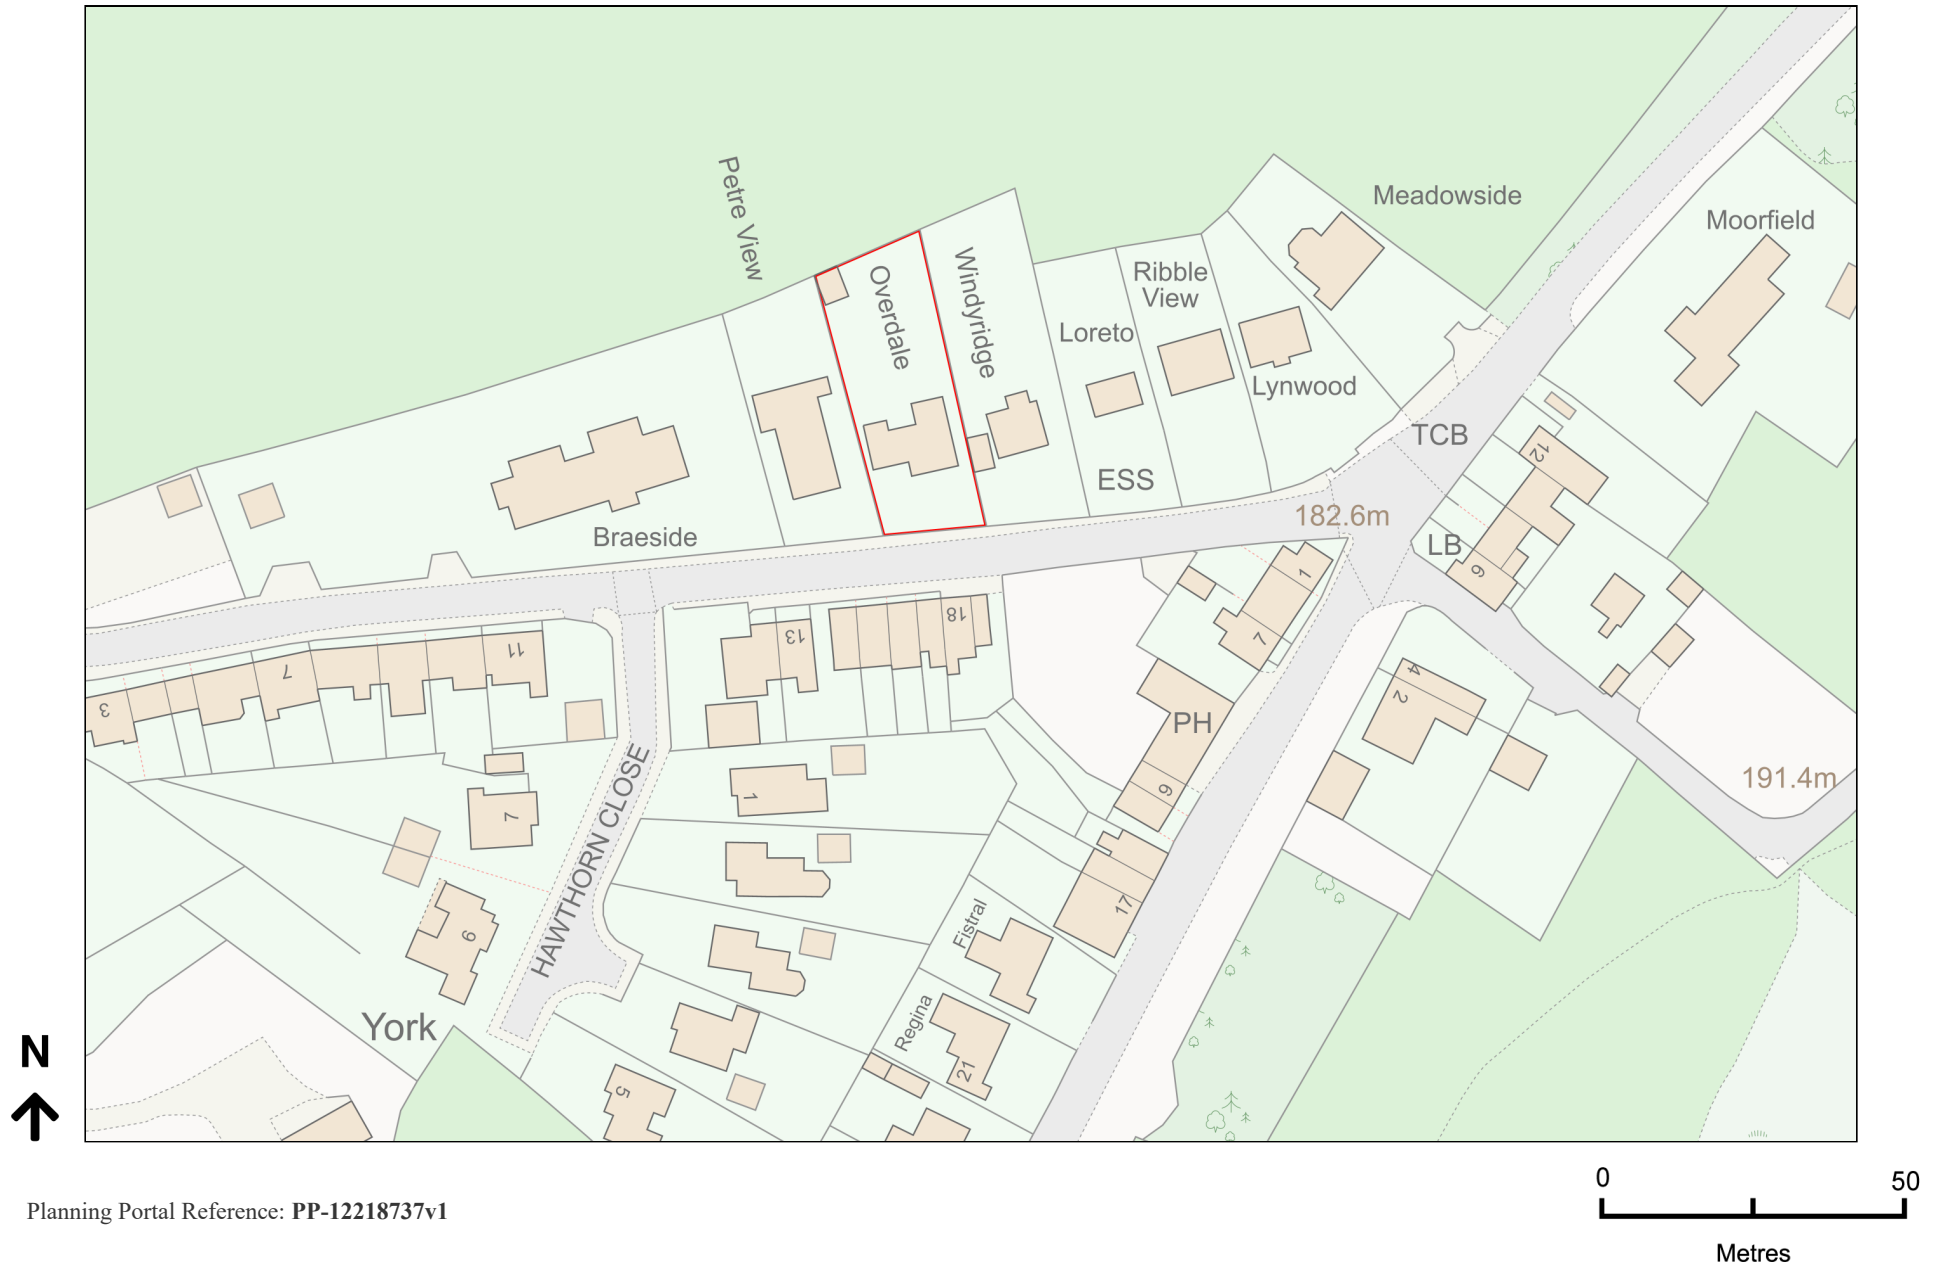 Petre View
Meadowside
Moorfield
Overdale
Windyridge
Ribble
View
Loreto
Lynwood
TCB
12
ESS
182.6m
Braeside
LB
9
1
7
18
13
11
7
3
PH
191.4m
4
2
9
17
HAWTHORN CLOSE
1
7
9
Fistral
Regina
21
5
York
N
0
50
Metres
Planning Portal Reference: PP-12218737v1